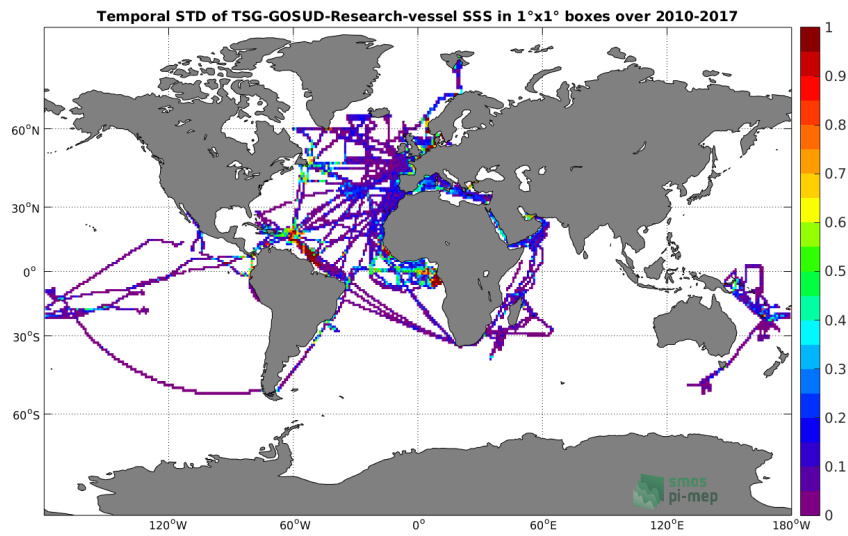 Temporal STD of TSG-GOSUD-Research-vessel SSS in 1°x1° boxes over 2010-2017
60°N
30°N
0°
30°S
60°S
120°W
60°W
0°
60°E
120°E
180°W
1
0.9
0.8
0.7
0.6
0.5
0.4
0.3
0.2
0.1
0
smos
pi-mep